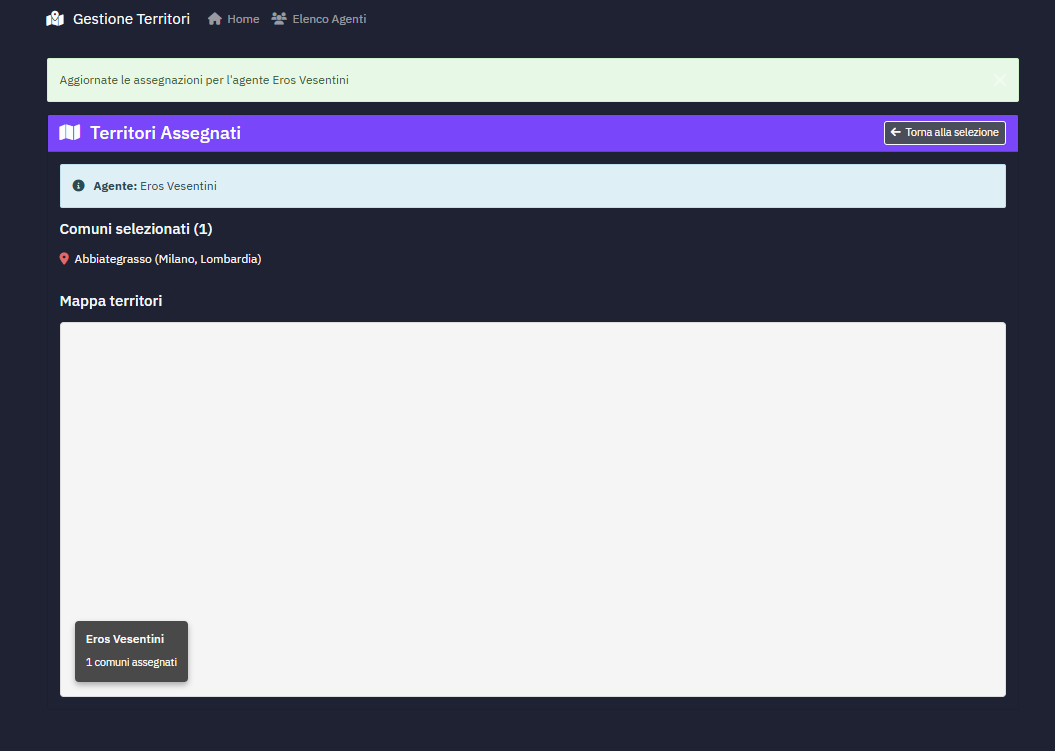 Gestione Territori Home Elenco Agenti
Aggiornate le assegnazioni per l'agente Eros Vesentini
Territori Assegnati
Torna alla selezione
Agente: Eros Vesentini
Comuni selezionati (1)
Abbiategrasso (Milano, Lombardia)
Mappa territori
Eros Vesentini
1 comuni assegnati